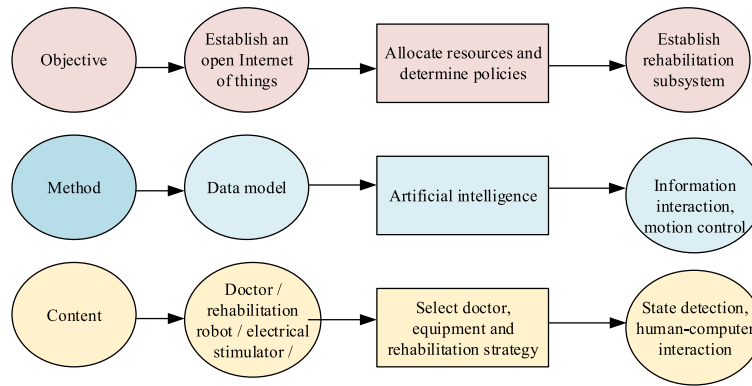 Objective
Establish an
open Internet
of things
Allocate resources and
determine policies
Establish
rehabilitation
subsystem
Method
Data model
Artificial intelligence
Information
interaction,
motion control
Content
Doctor /
rehabilitation
robot / electrical
stimulator /
Select doctor,
equipment and
rehabilitation strategy
State detection,
human-computer
interaction